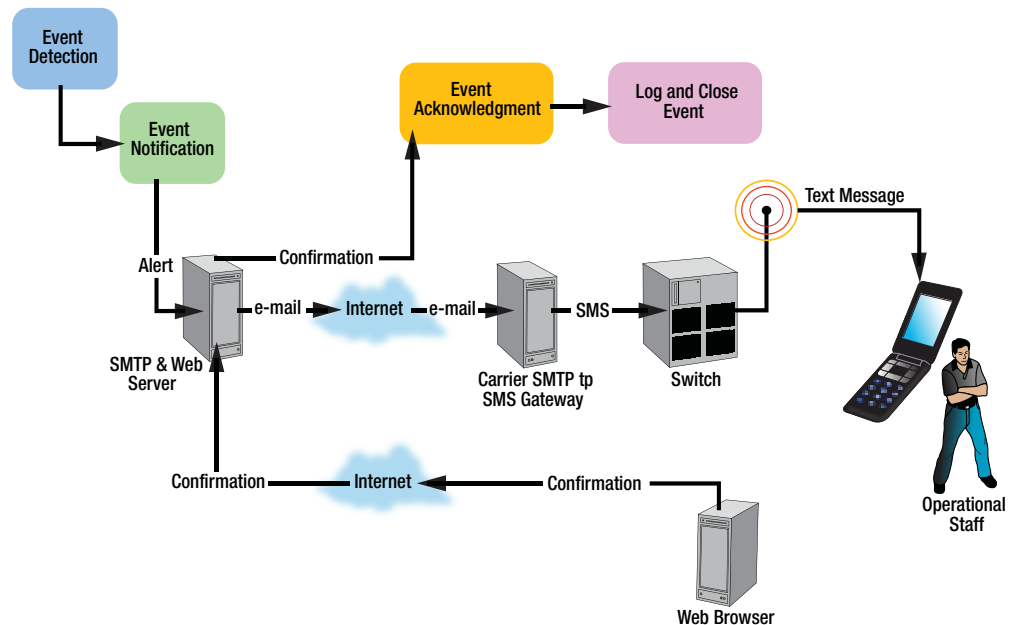 Event
Detection
Event
Notification
Event
Acknowledgment
Log and Close
Event
Text Message
Alert
Confirmation
e-mail
Internet
e-mail
SMS
SMTP & Web
Server
Carrier SMTP tp
SMS Gateway
Switch
Confirmation
Internet
Confirmation
Operational
Staff
Web Browser